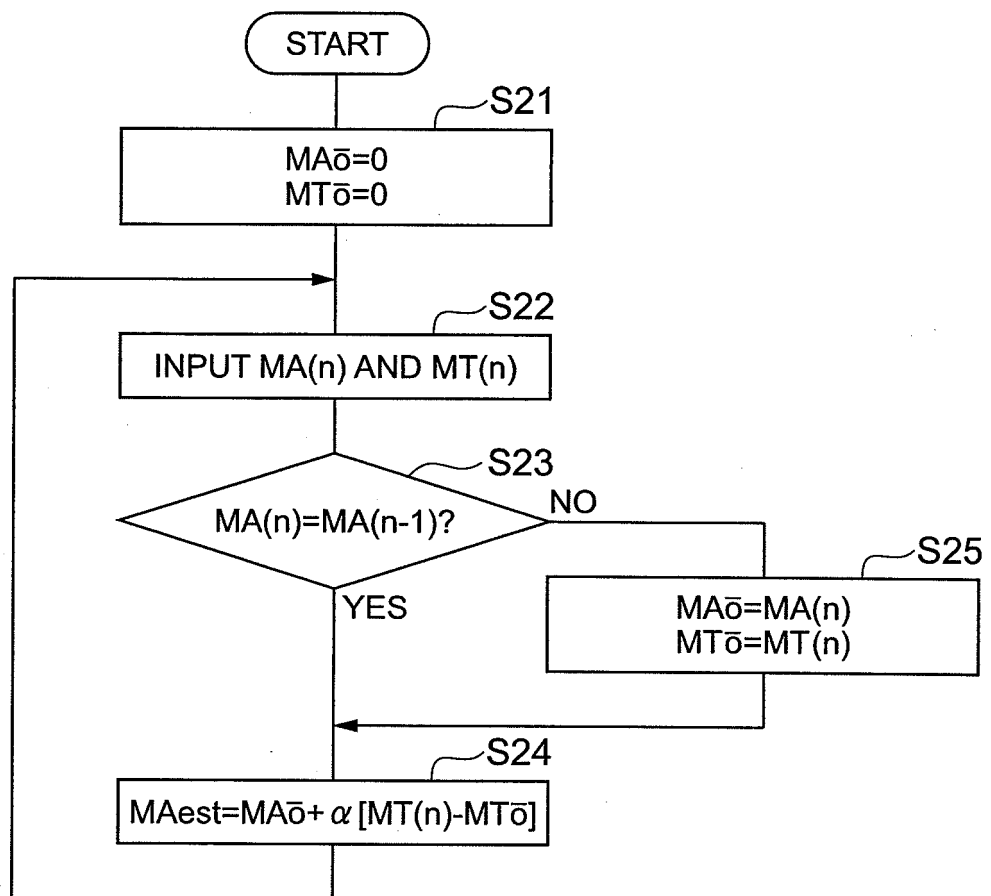 START
S21
MAō=0
MTō=0
S22
INPUT MA(n) AND MT(n)
S23
MA(n)=MA(n-1)?
NO
YES
S25
MAō=MA(n)
MTō=MT(n)
S24
MAest=MAō+α[MT(n)-MTō]